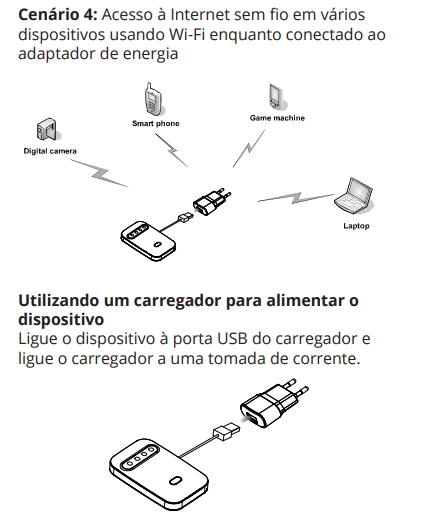 Cenário 4: Acesso à Internet sem fio em vários
dispositivos usando Wi-Fi enquanto conectado ao
adaptador de energia
Smart phone
Game machine
Digital camera
Laptop
Utilizando um carregador para alimentar o
dispositivo
Ligue o dispositivo à porta USB do carregador e
ligue o carregador a uma tomada de corrente.